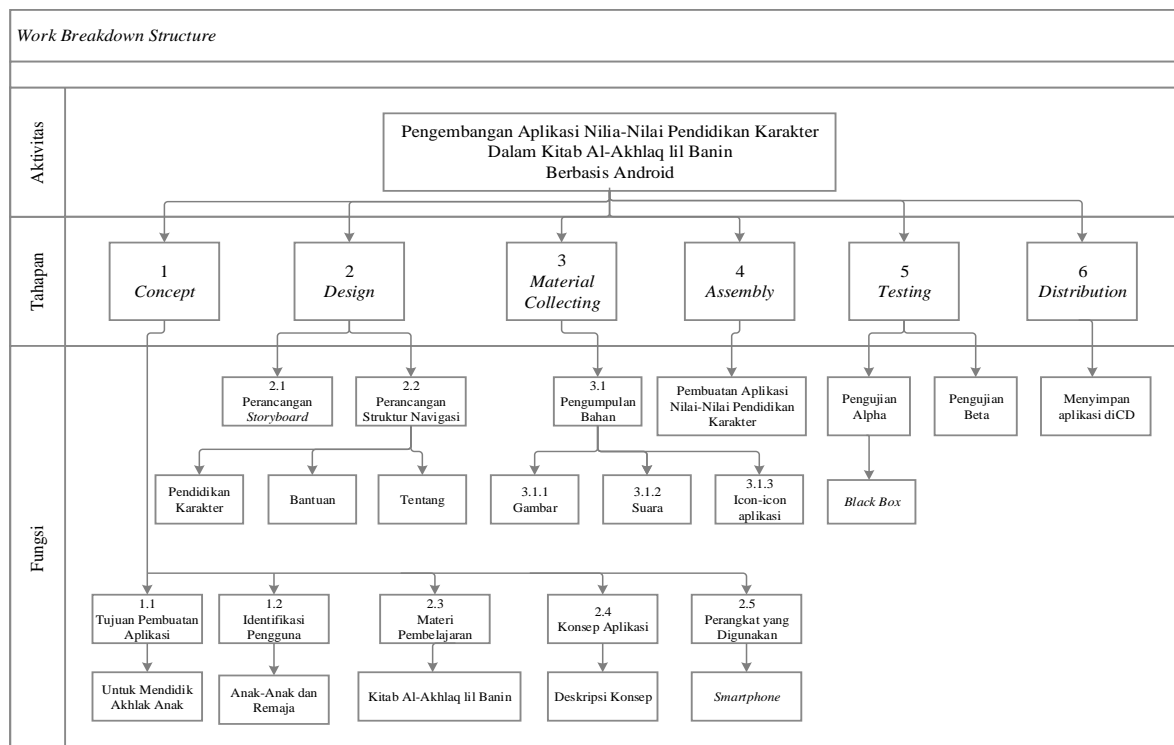 Work Breakdown Structure
Aktivitas
Pengembangan Aplikasi Nilia-Nilai Pendidikan Karakter
Dalam Kitab Al-Akhlaq lil Banin
Berbasis Android
Tahapan
1
Concept
2
Design
3
Material
Collecting
4
Assembly
5
Testing
6
Distribution
Fungsi
2.1
Perancangan
Storyboard
2.2
Perancangan
Struktur Navigasi
3.1
Pengumpulan
Bahan
Pembuatan Aplikasi
Nilai-Nilai Pendidikan
Karakter
Pengujian
Alpha
Pengujian
Beta
Menyimpan
aplikasi diCD
Pendidikan
Karakter
Bantuan
Tentang
3.1.1
Gambar
3.1.2
Suara
3.1.3
Icon-icon
aplikasi
Black Box
1.1
Tujuan Pembuatan
Aplikasi
1.2
Identifikasi
Pengguna
2.3
Materi
Pembelajaran
2.4
Konsep Aplikasi
2.5
Perangkat yang
Digunakan
Untuk Mendidik
Akhlak Anak
Anak-Anak dan
Remaja
Kitab Al-Akhlaq lil Banin
Deskripsi Konsep
Smartphone